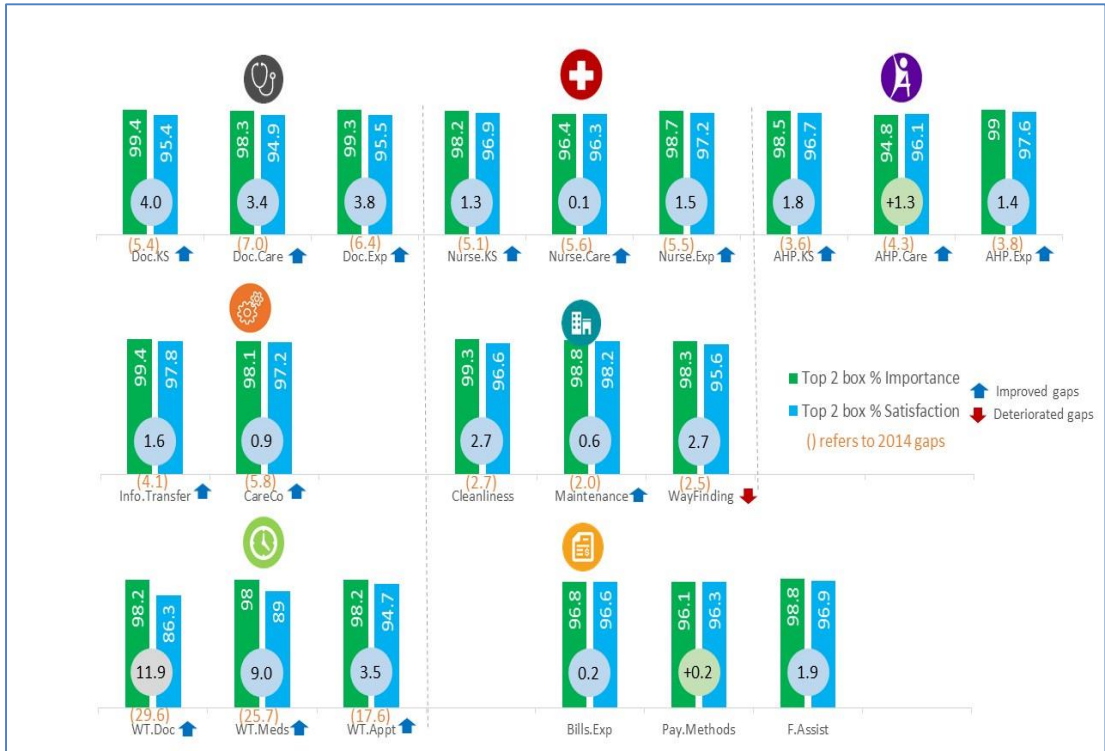 99.4 95.4 98.3 94.9 99.3 95.5 98.2 96.9 96.4 96.3 98.7 97.2 98.5 96.7 94.8 96.1 99 97.6
4.0 3.4 3.8 1.3 0.1 1.5 1.8 +1.3 1.4
(5.4) (7.0) (6.4) (5.1) (5.6) (5.5) (3.6) (4.3) (3.8)
Doc.KS Doc.Care Doc.Exp Nurse.KS Nurse.Care Nurse.Exp AHP.KS AHP.Care AHP.Exp
99.4 97.8 98.1 97.2 99.3 96.6 98.8 98.2 98.3 95.6
1.6 0.9 2.7 0.6 2.7
(4.1) (5.8) (2.7) (2.0) (2.5)
Info.Transfer CareCo Cleanliness Maintenance WayFinding
Top 2 box % Importance
Top 2 box % Satisfaction
() refers to 2014 gaps
Improved gaps
Deteriorated gaps
98.2 86.3 98 89 98.2 94.7 96.8 96.6 96.1 96.3 98.8 96.9
$
11.9 9.0 3.5 0.2 +0.2 1.9
(29.6) (25.7) (17.6)
WT.Doc WT.Meds WT.Appt Bills.Exp Pay.Methods F.Assist